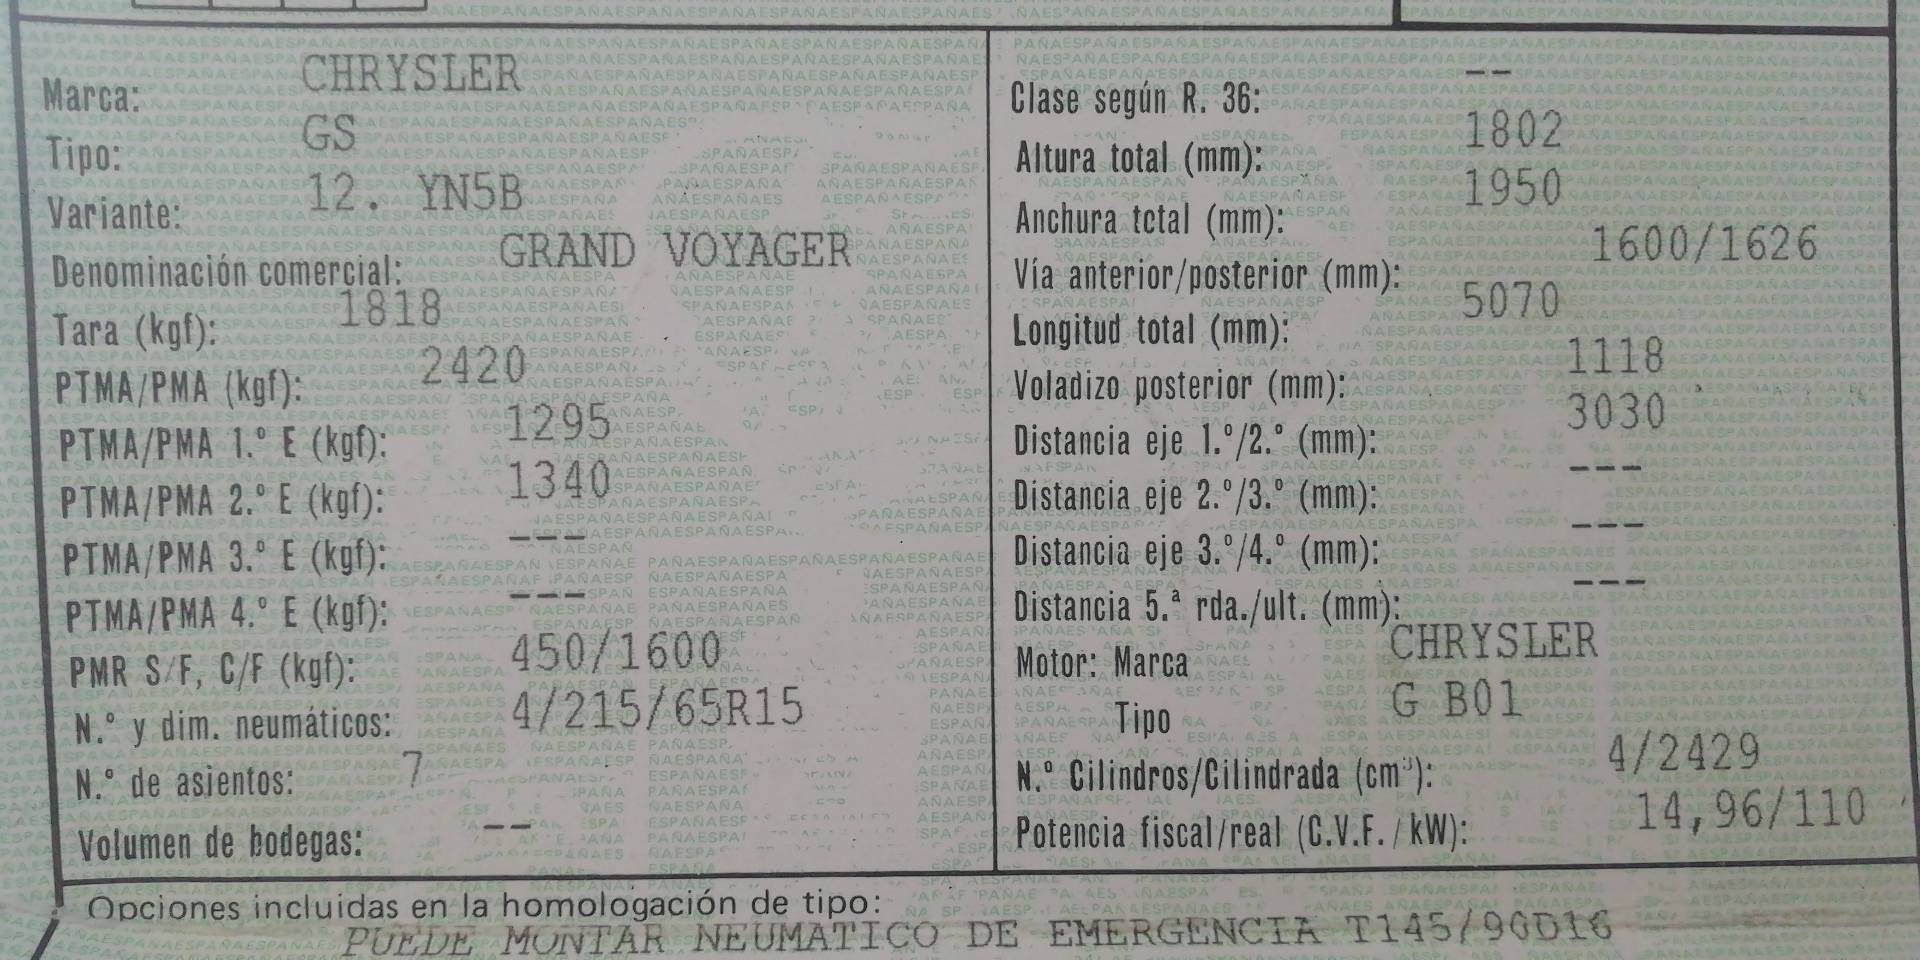 Marca: CHRYSLER
Tipo: GS
Variante: 12. YN5B
Denominación comercial: GRAND VOYAGER
Tara (kgf): 1818
PTMA/PMA (kgf): 2420
PTMA/PMA 1.º E (kgf): 1295
PTMA/PMA 2.º E (kgf): 1340
PTMA/PMA 3.º E (kgf): ---
PTMA/PMA 4.º E (kgf): ---
PMR S/F, C/F (kgf): 450/1600
N.º y dim. neumáticos: 4/215/65R15
N.º de asientos: 7
Volumen de bodegas: --
Clase según R. 36: --
Altura total (mm): 1802
Anchura total (mm): 1950
Vía anterior/posterior (mm): 1600/1626
Longitud total (mm): 5070
Voladizo posterior (mm): 1118
Distancia eje 1.º/2.º (mm): 3030
Distancia eje 2.º/3.º (mm): ---
Distancia eje 3.º/4.º (mm): ---
Distancia 5.ª rda./ult. (mm): ---
Motor: Marca CHRYSLER
Tipo G B01
N.º Cilindros/Cilindrada (cm³): 4/2429
Potencia fiscal/real (C.V.F./kW): 14,96/110
Opciones incluidas en la homologación de tipo:
PUEDE MONTAR NEUMATICO DE EMERGENCIA T145/90D16